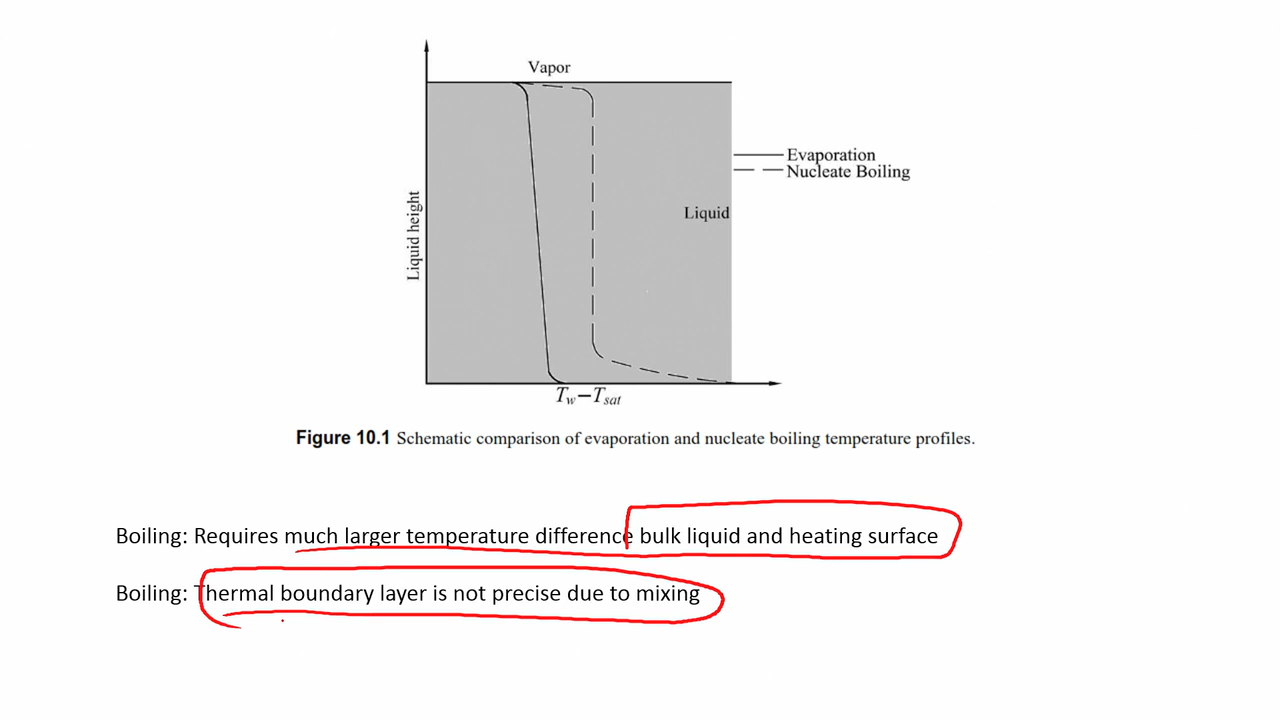 Vapor
Evaporation
Nucleate Boiling
Liquid
Liquid height
Tw−Tsat
Figure 10.1 Schematic comparison of evaporation and nucleate boiling temperature profiles.
Boiling: Requires much larger temperature difference bulk liquid and heating surface
Boiling: Thermal boundary layer is not precise due to mixing